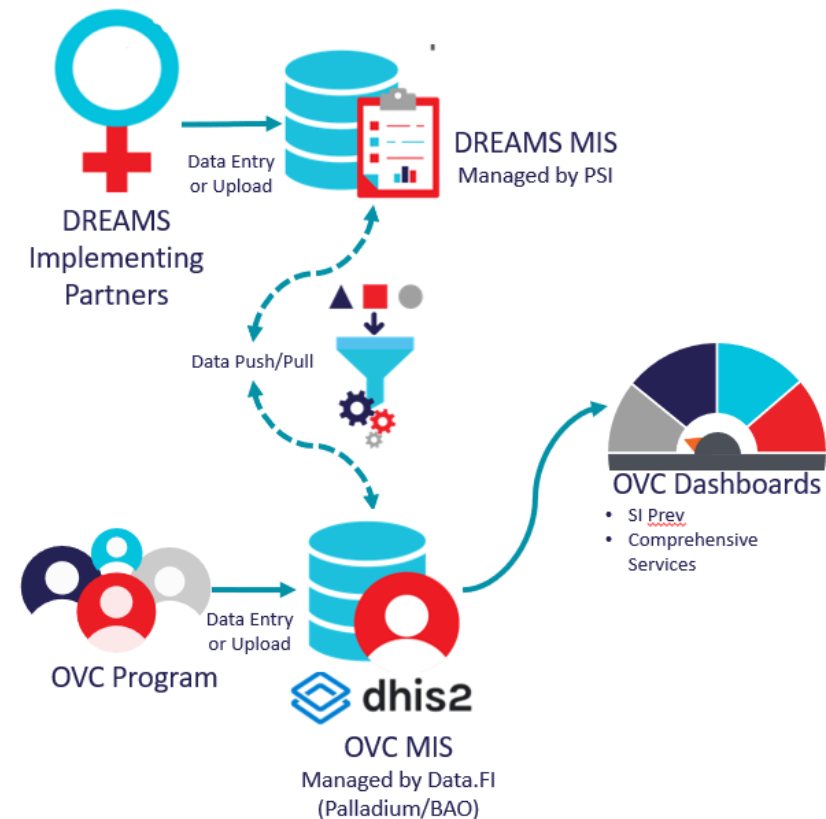 Data Entry
or Upload
DREAMS MIS
Managed by PSI
DREAMS
Implementing
Partners
Data Push/Pull
OVC Dashboards
• SI Prev
• Comprehensive
Services
Data Entry
or Upload
OVC Program
dhis2
OVC MIS
Managed by Data.FI
(Palladium/BAO)